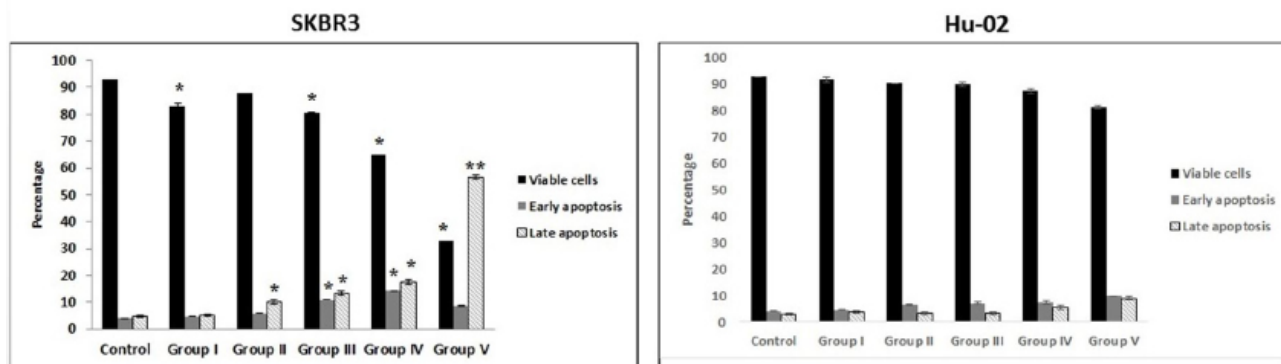 SKBR3
100
90
80
70
60
50
40
30
20
10
0
Percentage
*
*
*
*
*
*
*
*
*
**
Control Group I Group II Group III Group IV Group V
Viable cells
Early apoptosis
Late apoptosis
Hu-02
100
90
80
70
60
50
40
30
20
10
0
Percentage
Control Group I Group II Group III Group IV Group V
Viable cells
Early apoptosis
Late apoptosis